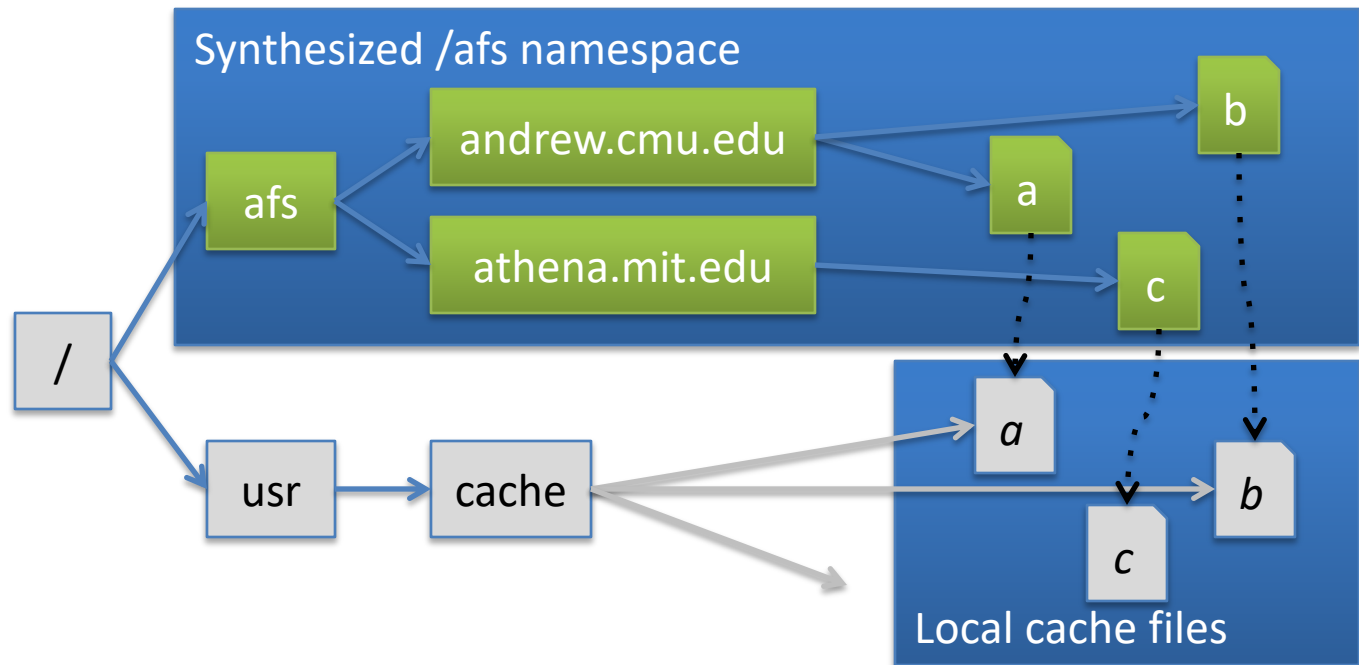 Synthesized /afs namespace
andrew.cmu.edu
b
a
afs
athena.mit.edu
c
/
a
usr
cache
b
c
Local cache files